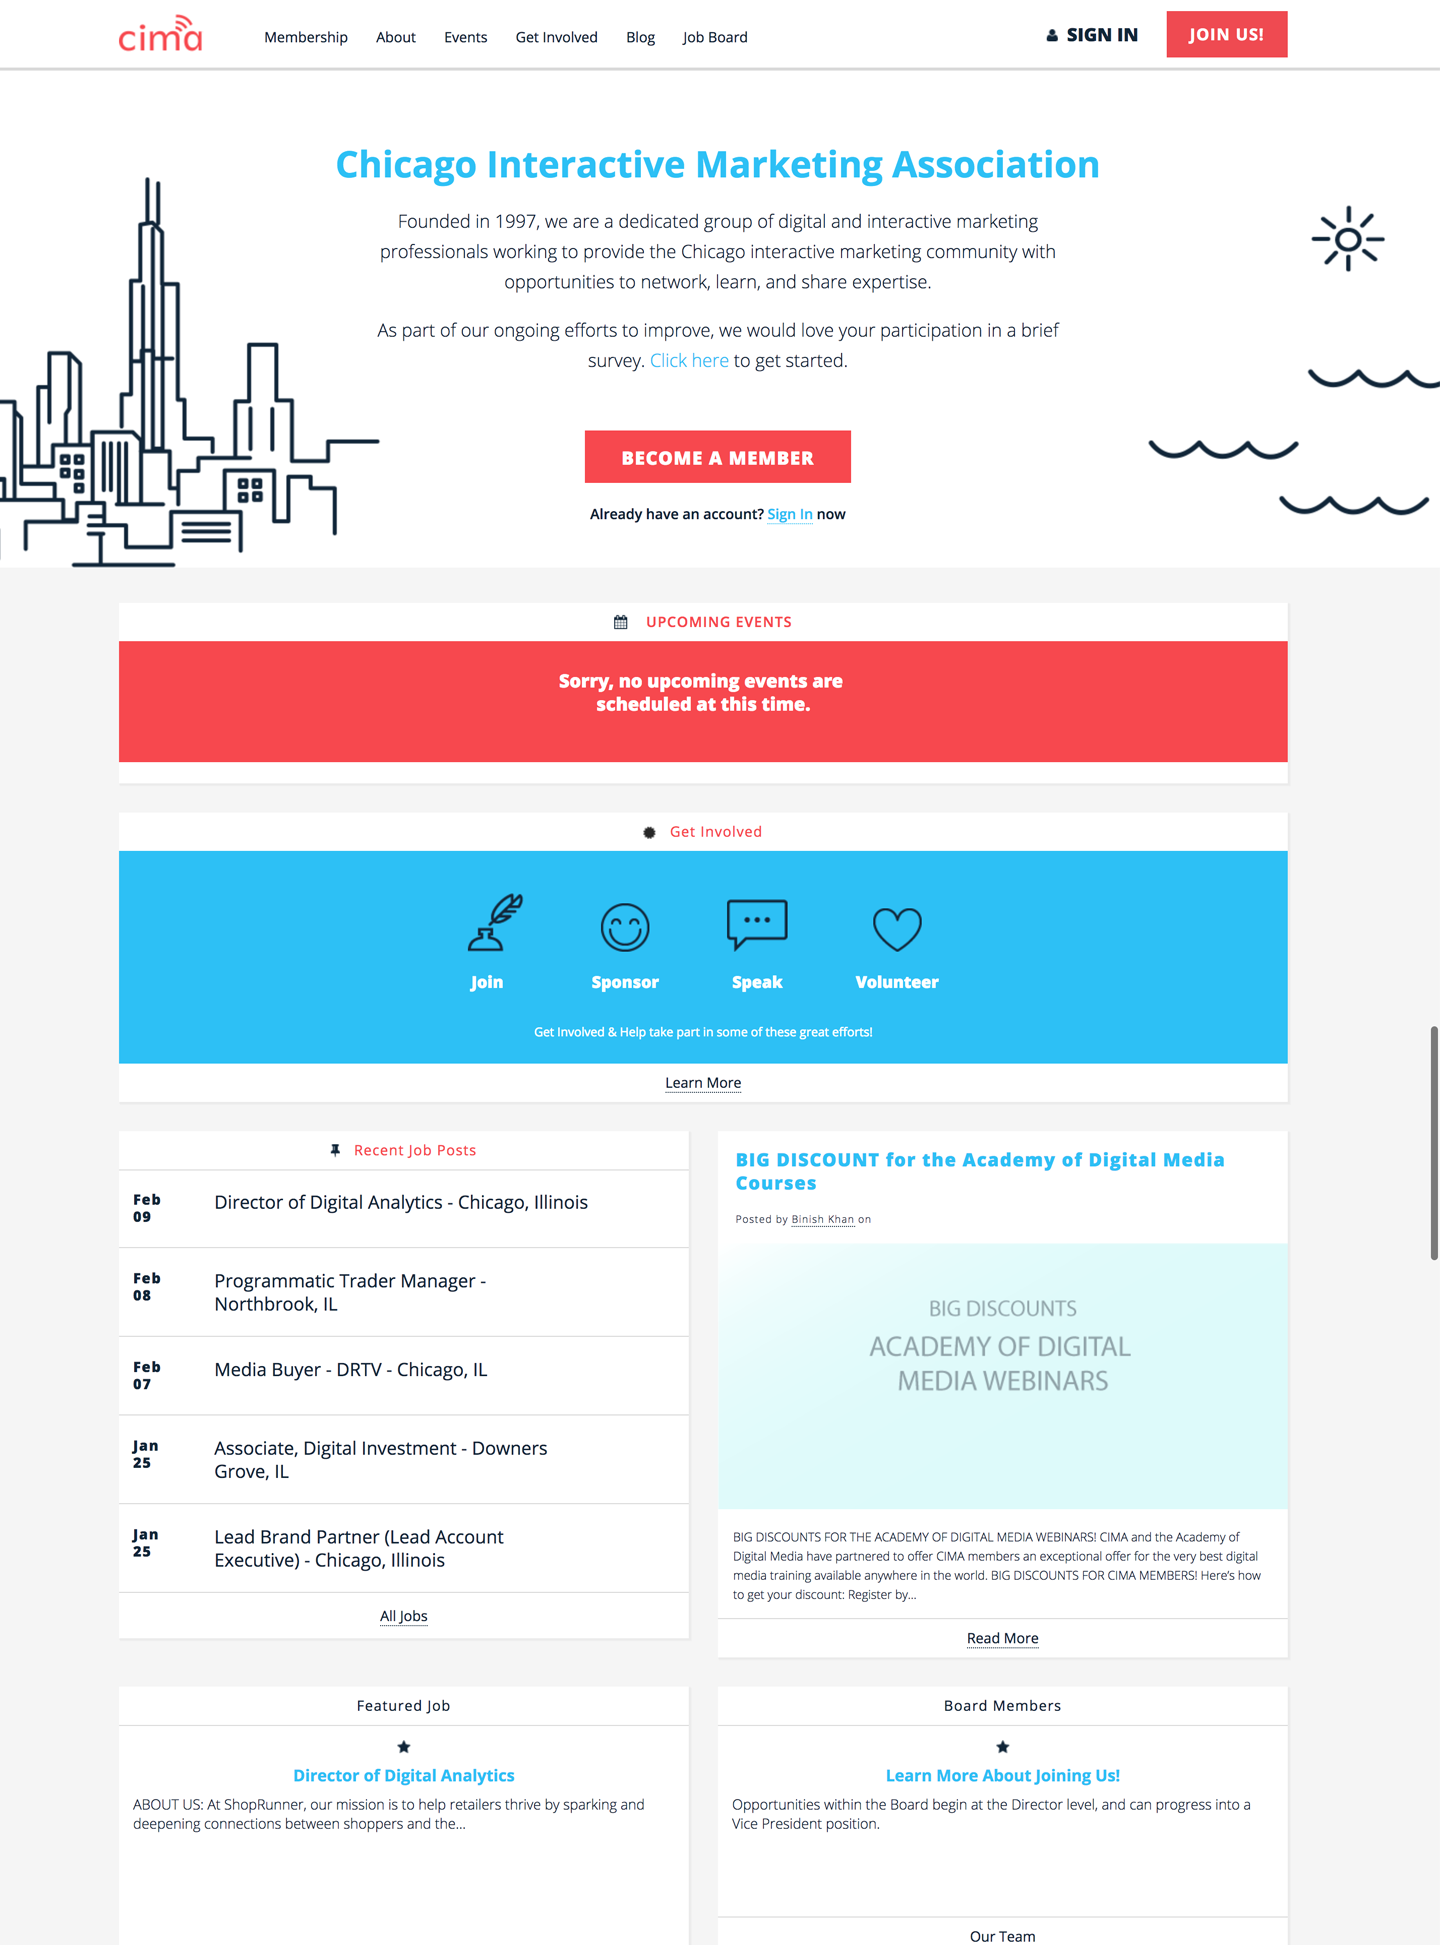 cima
Membership About Events Get Involved Blog Job Board
SIGN IN
JOIN US!
Chicago Interactive Marketing Association
Founded in 1997, we are a dedicated group of digital and interactive marketing
professionals working to provide the Chicago interactive marketing community with
opportunities to network, learn, and share expertise.
As part of our ongoing efforts to improve, we would love your participation in a brief
survey. Click here to get started.
BECOME A MEMBER
Already have an account? Sign In now
UPCOMING EVENTS
Sorry, no upcoming events are
scheduled at this time.
Get Involved
Join
Sponsor
Speak
Volunteer
Get Involved & Help take part in some of these great efforts!
Learn More
Recent Job Posts
Feb
09
Director of Digital Analytics - Chicago, Illinois
Feb
08
Programmatic Trader Manager -
Northbrook, IL
Feb
07
Media Buyer - DRTV - Chicago, IL
Jan
25
Associate, Digital Investment - Downers
Grove, IL
Jan
25
Lead Brand Partner (Lead Account
Executive) - Chicago, Illinois
All Jobs
BIG DISCOUNT for the Academy of Digital Media
Courses
Posted by Binish Khan on
BIG DISCOUNTS
ACADEMY OF DIGITAL
MEDIA WEBINARS
BIG DISCOUNTS FOR THE ACADEMY OF DIGITAL MEDIA WEBINARS! CIMA and the Academy of
Digital Media have partnered to offer CIMA members an exceptional offer for the very best digital
media training available anywhere in the world. BIG DISCOUNTS FOR CIMA MEMBERS! Here's how
to get your discount: Register by...
Read More
Featured Job
Director of Digital Analytics
ABOUT US: At ShopRunner, our mission is to help retailers thrive by sparking and
deepening connections between shoppers and the...
Board Members
Learn More About Joining Us!
Opportunities within the Board begin at the Director level, and can progress into a
Vice President position.
Our Team